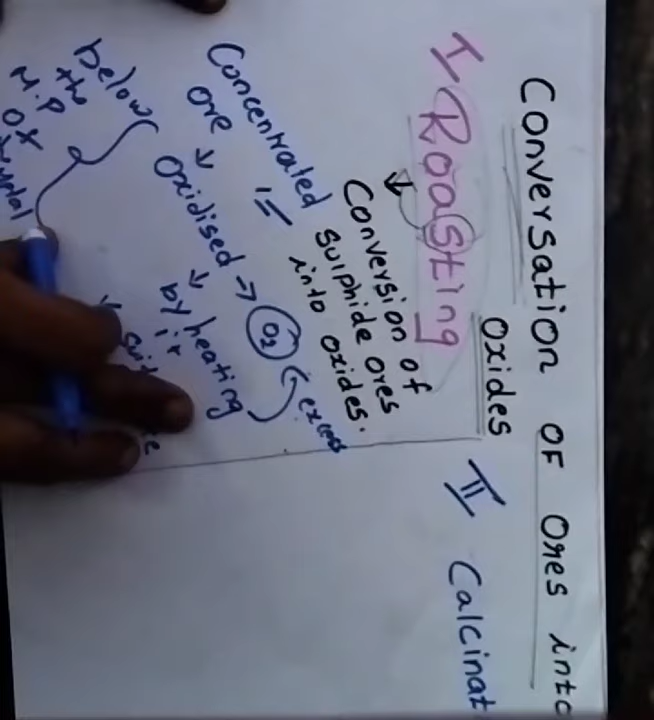 Conversation OF Ores into
Oxides
I Roasting
Conversion of
sulphide ores
into oxides.
Concentrated
ore ↓ Oxidised → O2 excess
↓
by heating
it
below
the
M.P
of
II Calcinat